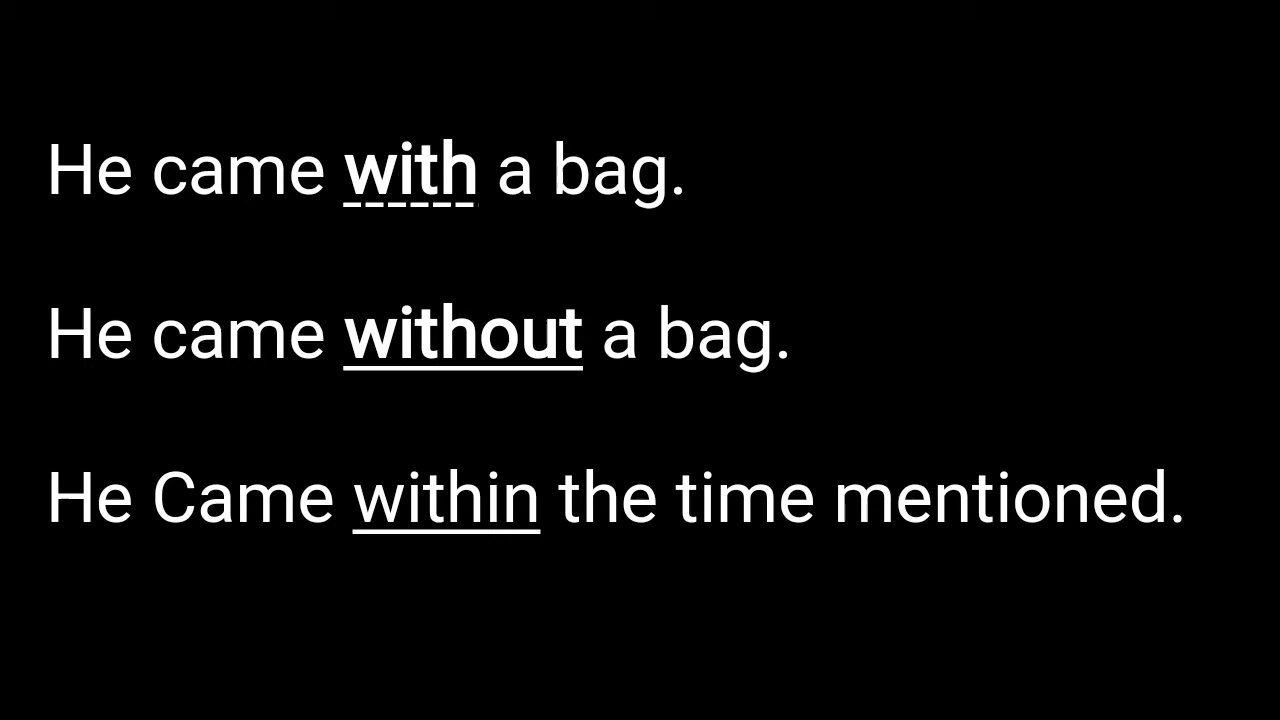 He came with a bag.
He came without a bag.
He Came within the time mentioned.